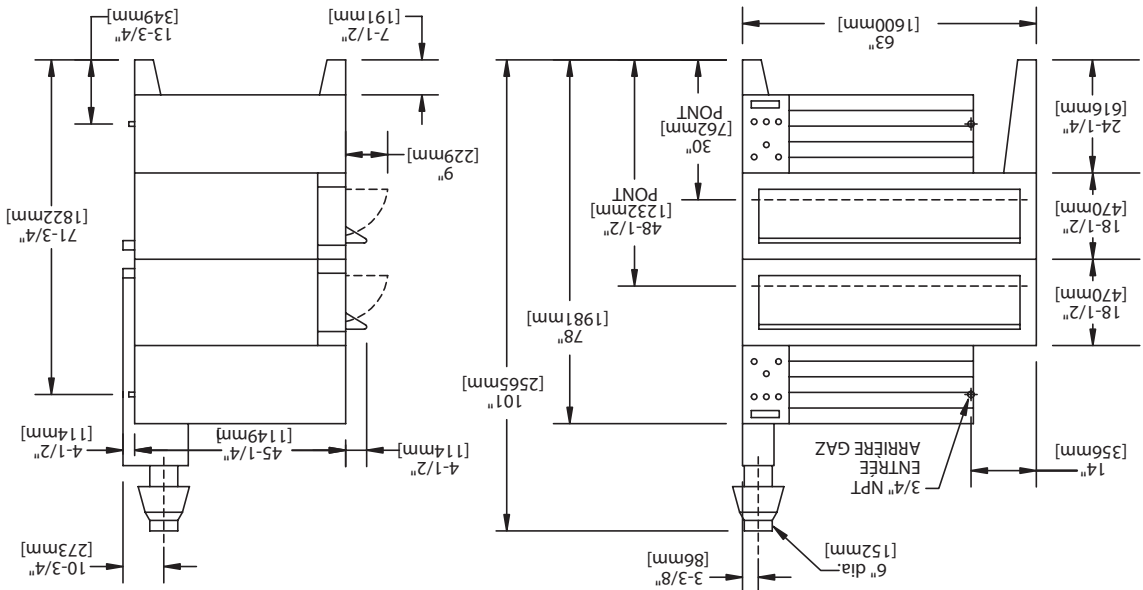 6" dia.
[152mm]
3-3/8"
[86mm]
14"
[356mm]
3/4" NPT
ENTRÉE
ARRIÈRE GAZ
18-1/2"
[470mm]
18-1/2"
[470mm]
24-1/4"
[616mm]
30"
[762mm]
PONT
48-1/2"
[1232mm]
PONT
78"
[1981mm]
101"
[2565mm]
63"
[1600mm]
10-3/4"
[273mm]
4-1/2"
[114mm]
45-1/4"
[1149mm]
4-1/2"
[114mm]
9"
[229mm]
71-3/4"
[1822mm]
7-1/2"
[191mm]
13-3/4"
[349mm]